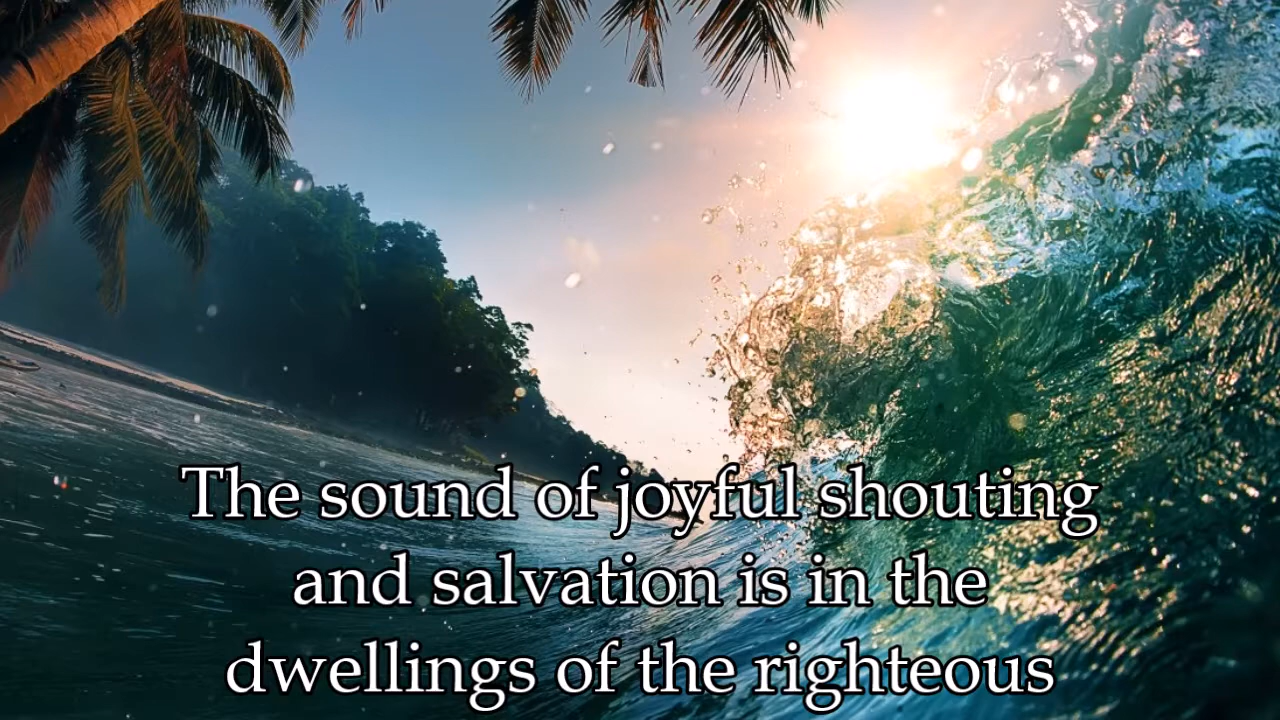 The sound of joyful shouting
and salvation is in the
dwellings of the righteous